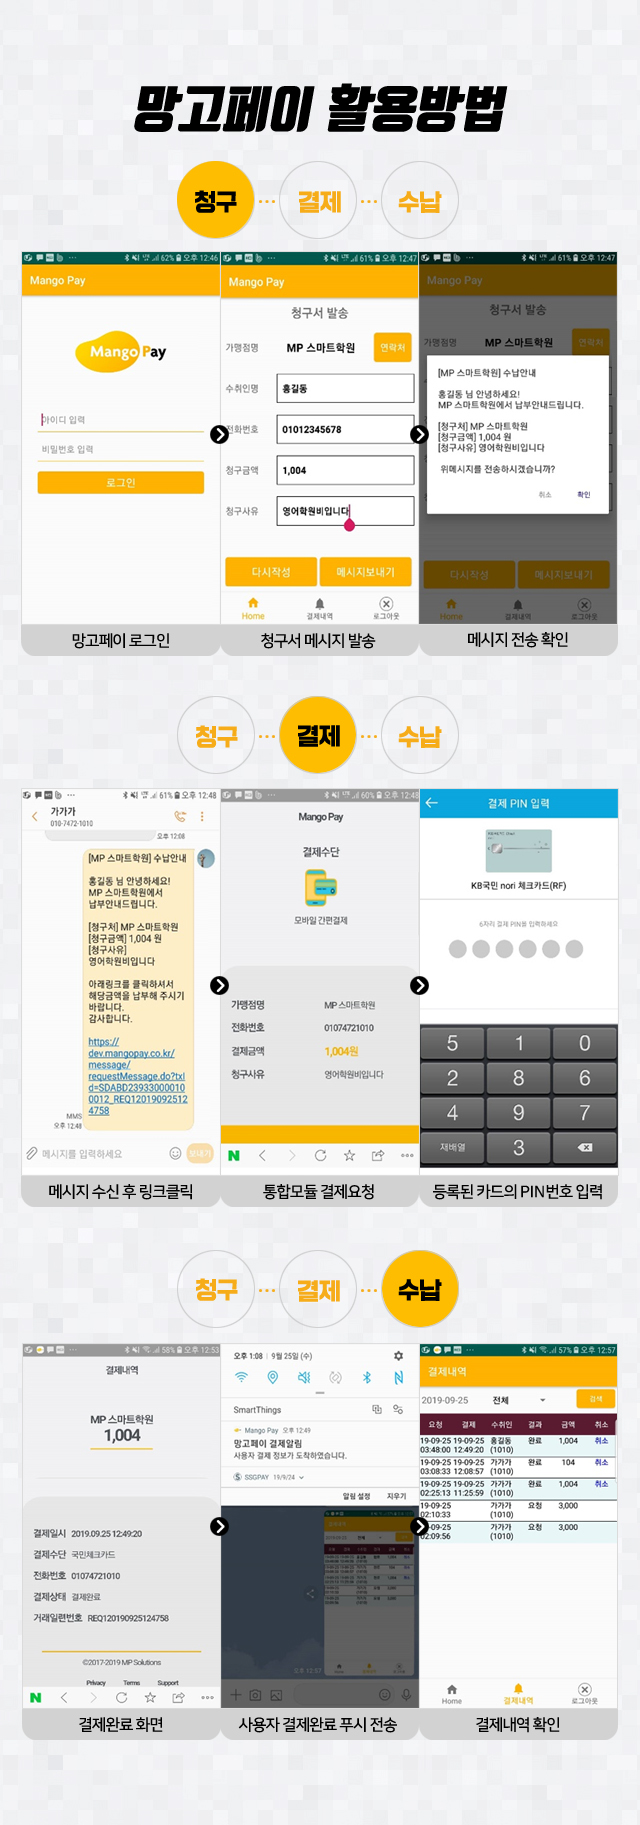 망고페이 활용방법
청구 ··· 결제 ··· 수납
62% 오후 12:46
Mango Pay
Mango Pay
아이디 입력
비밀번호 입력
로그인
61% 오후 12:47
Mango Pay
청구서 발송
가맹점명 MP 스마트학원 연락처
수취인명 홍길동
전화번호 01012345678
청구금액 1,004
청구사유 영어학원비입니다
다시작성 메시지보내기
Home 결제내역 로그아웃
61% 오후 12:47
Mango Pay
청구서 발송
가맹점명 MP 스마트학원 연락처
[MP 스마트학원] 수납안내
홍길동 님 안녕하세요!
MP 스마트학원에서 납부안내드립니다.
[청구처] MP 스마트학원
[청구금액] 1,004 원
[청구사유] 영어학원비입니다
위메시지를 전송하시겠습니까?
취소 확인
다시작성 메시지보내기
Home 결제내역 로그아웃
망고페이 로그인
청구서 메시지 발송
메시지 전송 확인
청구 ··· 결제 ··· 수납
61% 오후 12:48
가가가
010-7472-1010
오후 12:08
[MP 스마트학원] 수납안내
홍길동 님 안녕하세요!
MP 스마트학원에서
납부안내드립니다.
[청구처] MP 스마트학원
[청구금액] 1,004 원
[청구사유]
영어학원비입니다
아래링크를 클릭하셔서
해당금액을 납부해 주시기
바랍니다.
감사합니다.
https://
dev.mangopay.co.kr/
message/
requestMessage.do?txI
d=SDABD23933000010
0012_REQ12019092512
4758
MMS
오후 12:48
메시지를 입력하세요 보내기
60% 오후 12:48
Mango Pay
결제수단
모바일 간편결제
가맹점명 MP 스마트학원
전화번호 01074721010
결제금액 1,004원
청구사유 영어학원비입니다
N
결제 PIN 입력
KB국민 nori 체크카드(RF)
6자리 결제 PIN을 입력하세요
5 1 0
2 8 6
4 9 7
재배열 3
메시지 수신 후 링크클릭
통합모듈 결제요청
등록된 카드의 PIN번호 입력
청구 ··· 결제 ··· 수납
58% 오후 12:53
결제내역
MP 스마트학원
1,004
결제일시 2019.09.25 12:49:20
결제수단 국민체크카드
전화번호 01074721010
결제상태 결제완료
거래일련번호 REQ120190925124758
©2017-2019 MP Solutions
Privacy Terms Support
N
오후 1:08 9월 25일 (수)
SmartThings
Mango Pay 오후 12:49
망고페이 결제알림
사용자 결제 정보가 도착하였습니다.
SSGPAY 19/9/24
알림 설정 지우기
오후 12:57
57% 오후 12:57
결제내역
2019-09-25 전체 검색
요청 결제 수취인 결과 금액 취소
19-09-25 19-09-25 홍길동 완료 1,004 취소
03:48:00 12:49:20 (1010)
19-09-25 19-09-25 가가가 완료 104 취소
03:08:33 12:08:57 (1010)
19-09-25 19-09-25 가가가 완료 1,004 취소
02:25:13 11:25:59 (1010)
19-09-25 가가가 요청 3,000
02:10:33 (1010)
09-25 가가가 요청 3,000
02:09:56 (1010)
Home 결제내역 로그아웃
결제완료 화면
사용자 결제완료 푸시 전송
결제내역 확인